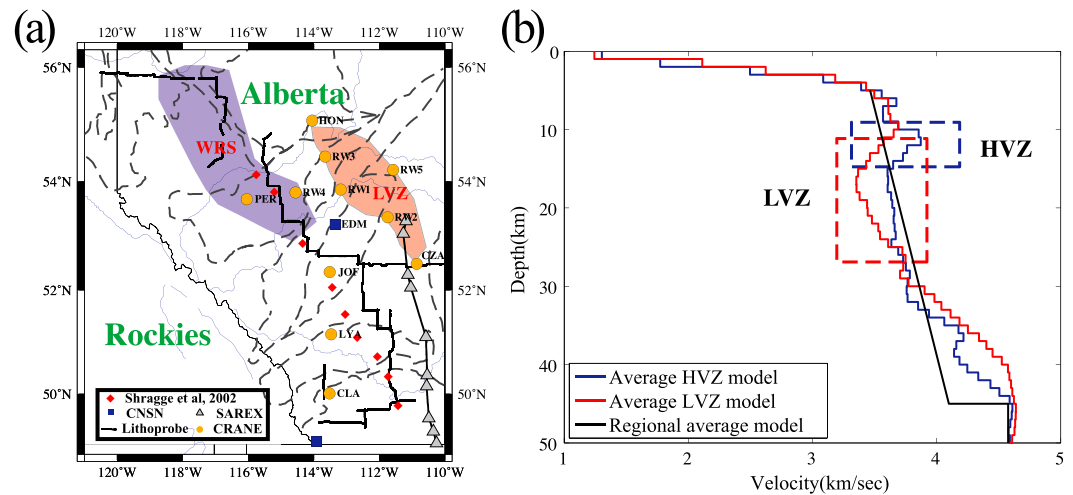 (a)
120°W 118°W 116°W 114°W 112°W 110°W
56°N 56°N
Alberta
HON
WRS
RW3
RW5
54°N 54°N
PER RW4 RW1 LVZ
RW2
EDM
CZA
JOF
52°N 52°N
Rockies
LYA
50°N CLA 50°N
Shragge et al, 2002
CNSN SAREX
Lithoprobe CRANE
120°W 118°W 116°W 114°W 112°W 110°W
(b)
0
10
20
30
40
50
Depth(km)
HVZ
LVZ
Average HVZ model
Average LVZ model
Regional average model
1 2 3 4 5
Velocity(km/sec)